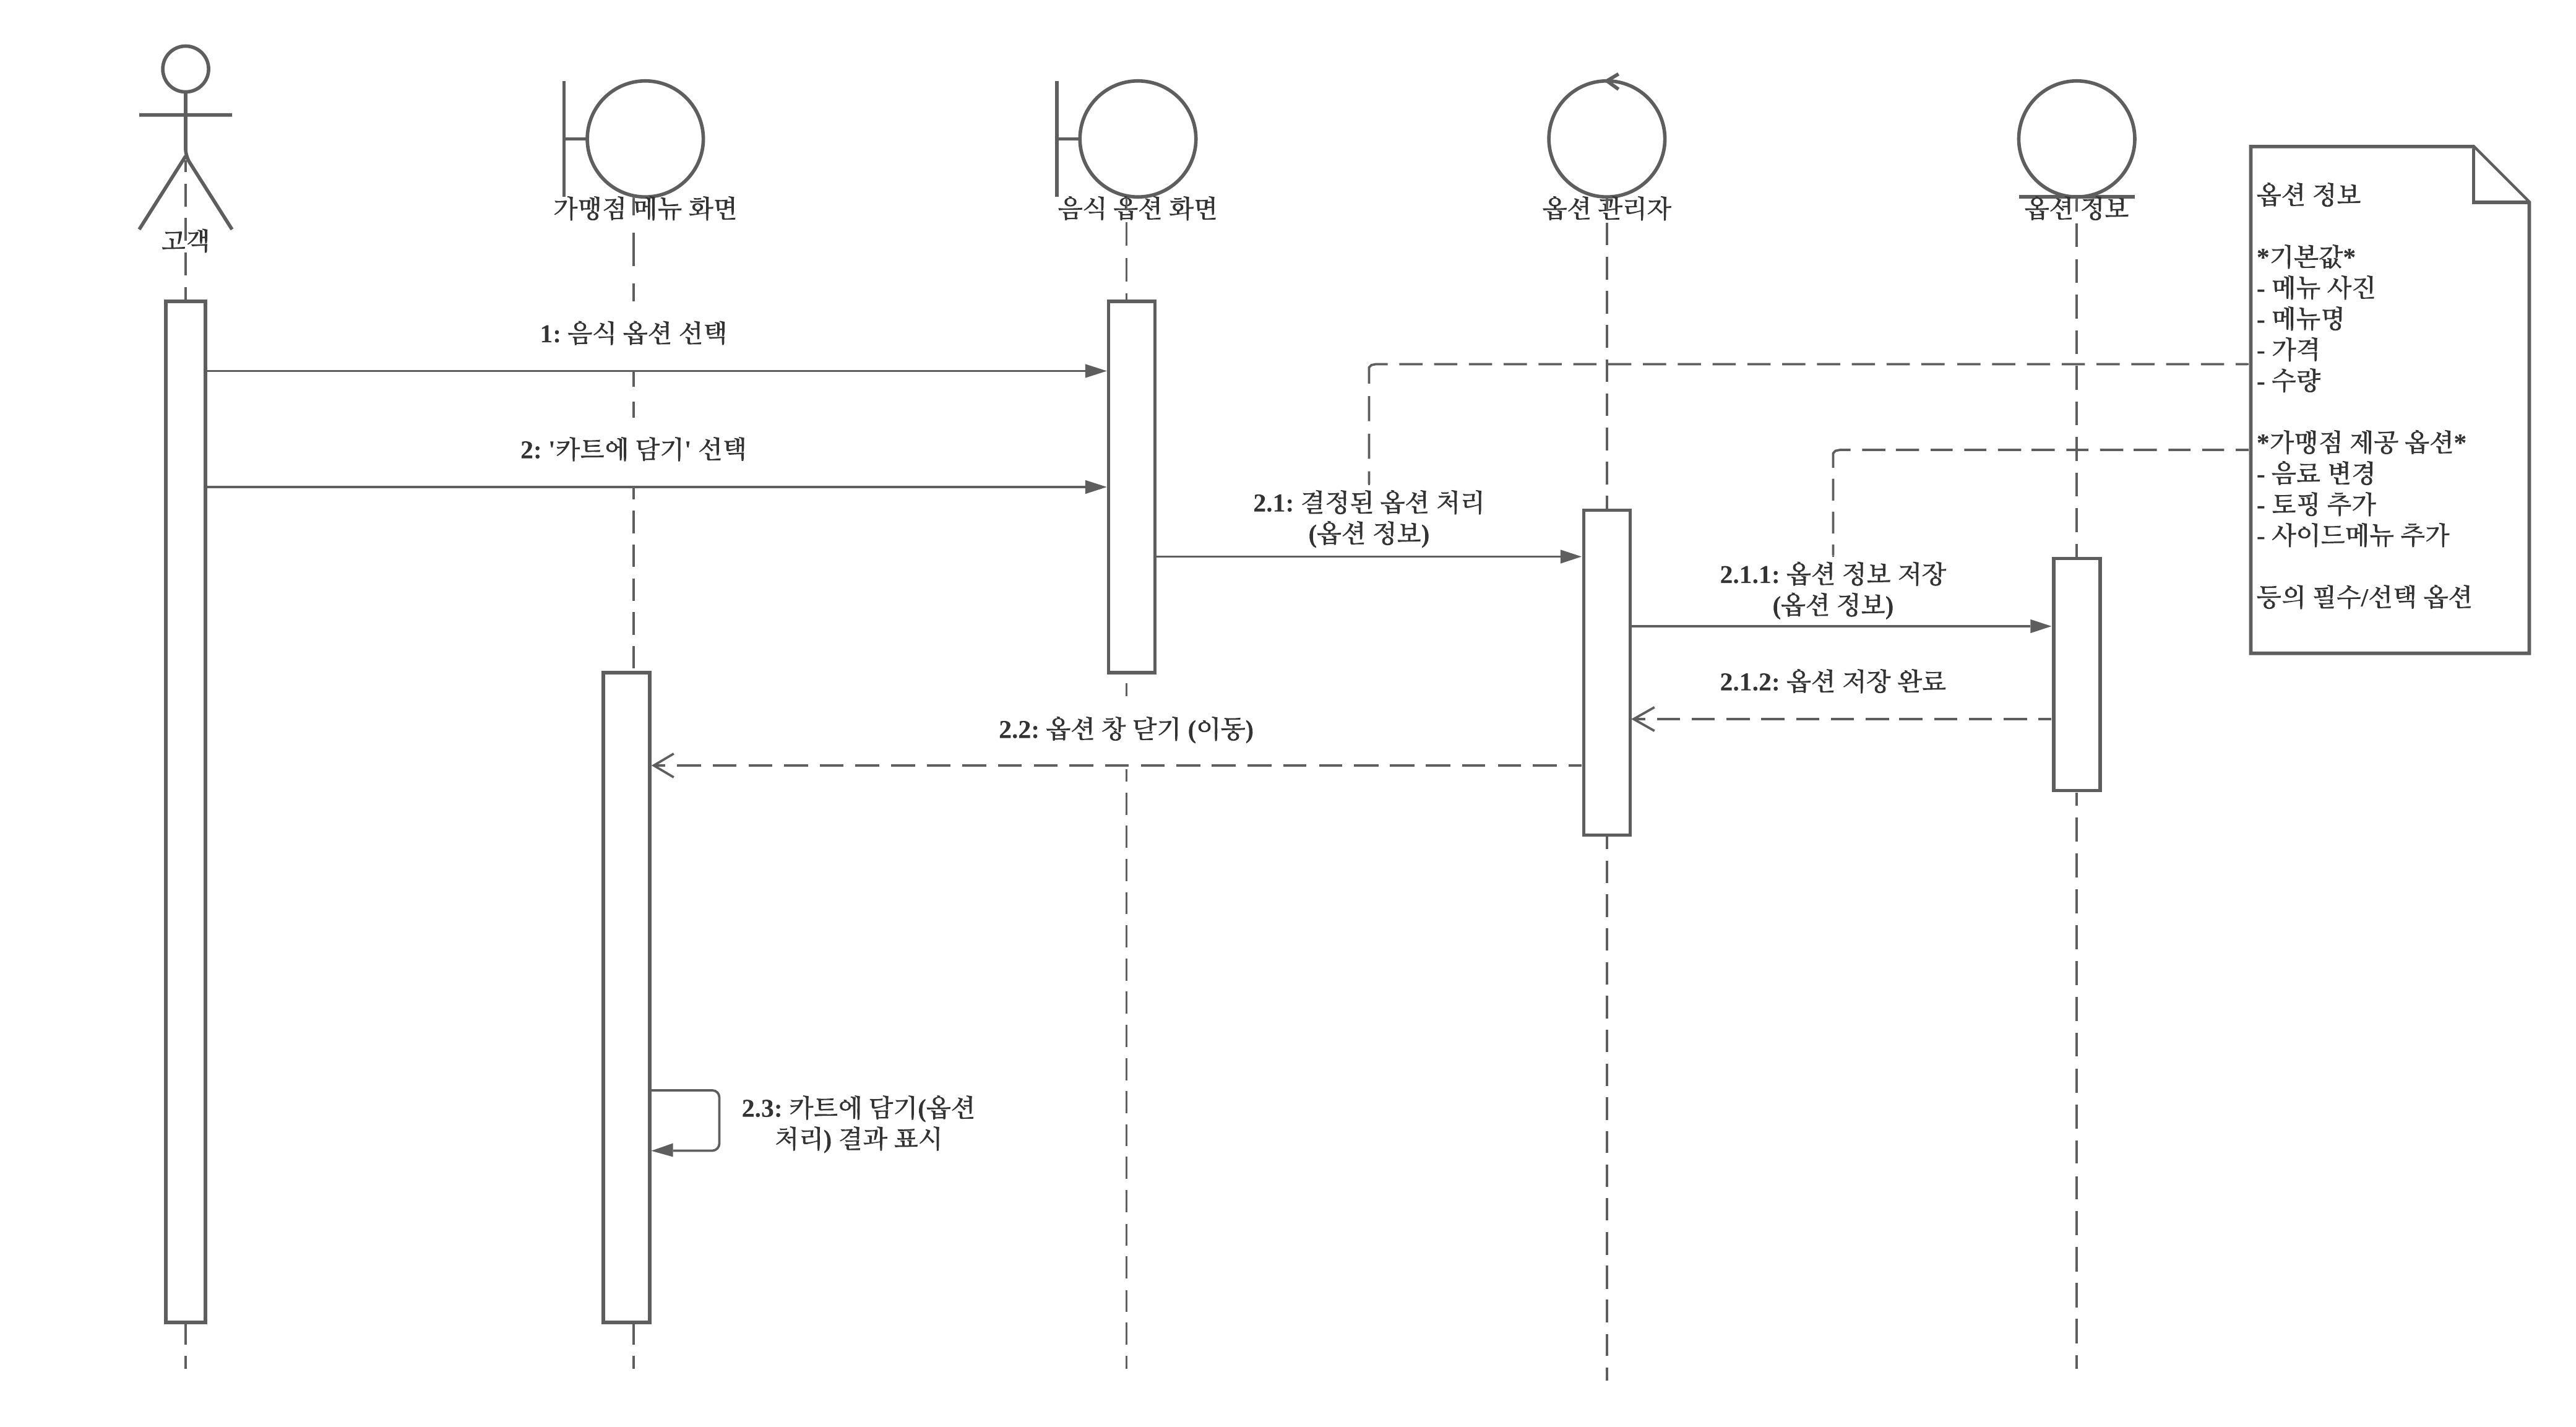 고객
가맹점 메뉴 화면
음식 옵션 화면
옵션 관리자
옵션 정보
옵션 정보
*기본값*
- 메뉴 사진
- 메뉴명
- 가격
- 수량
*가맹점 제공 옵션*
- 음료 변경
- 토핑 추가
- 사이드메뉴 추가
등의 필수/선택 옵션
1: 음식 옵션 선택
2: '카트에 담기' 선택
2.1: 결정된 옵션 처리
(옵션 정보)
2.1.1: 옵션 정보 저장
(옵션 정보)
2.1.2: 옵션 저장 완료
2.2: 옵션 창 닫기 (이동)
2.3: 카트에 담기(옵션
처리) 결과 표시